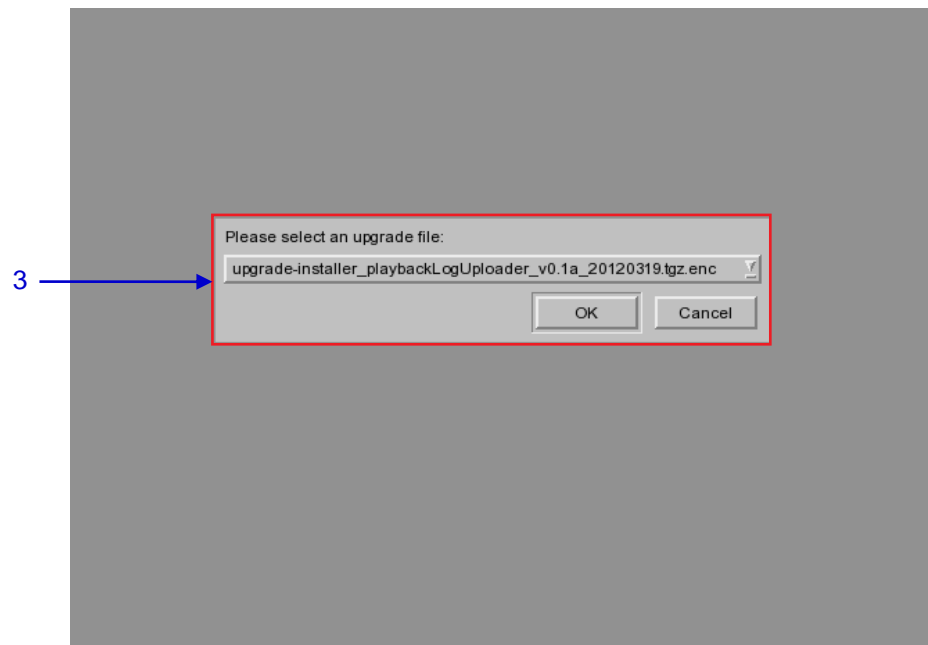 Please select an upgrade file:
upgrade-installer_playbackLogUploader_v0.1a_20120319.tgz.enc
3
OK Cancel